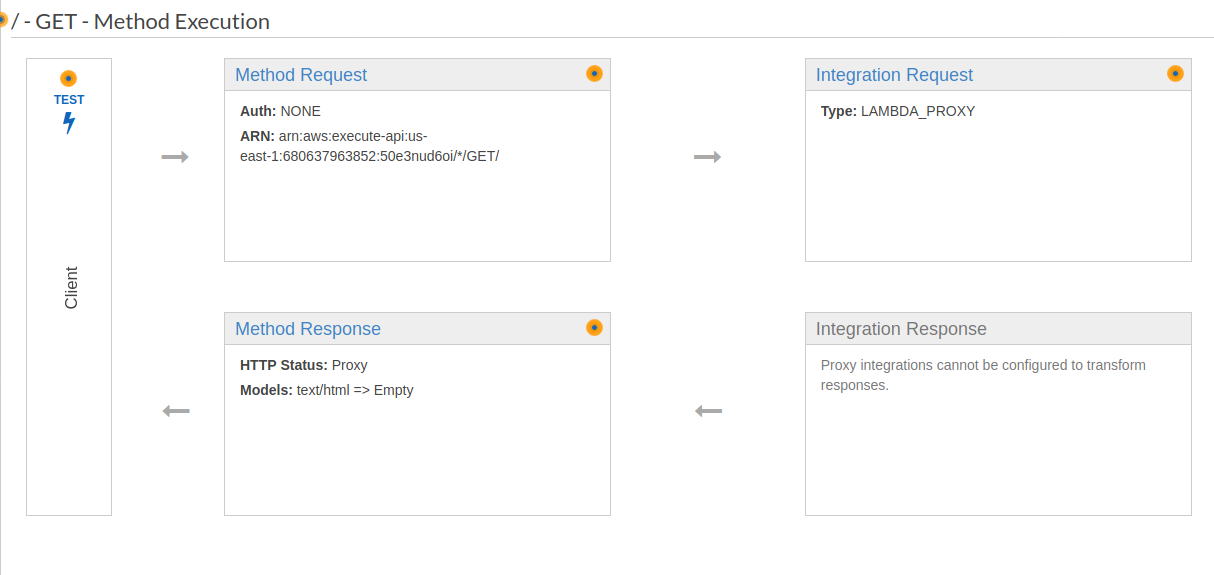 / - GET - Method Execution
TEST
Client
Method Request
Auth: NONE
ARN: arn:aws:execute-api:us-
east-1:680637963852:50e3nud6oi/*/GET/
Integration Request
Type: LAMBDA_PROXY
Method Response
HTTP Status: Proxy
Models: text/html => Empty
Integration Response
Proxy integrations cannot be configured to transform
responses.